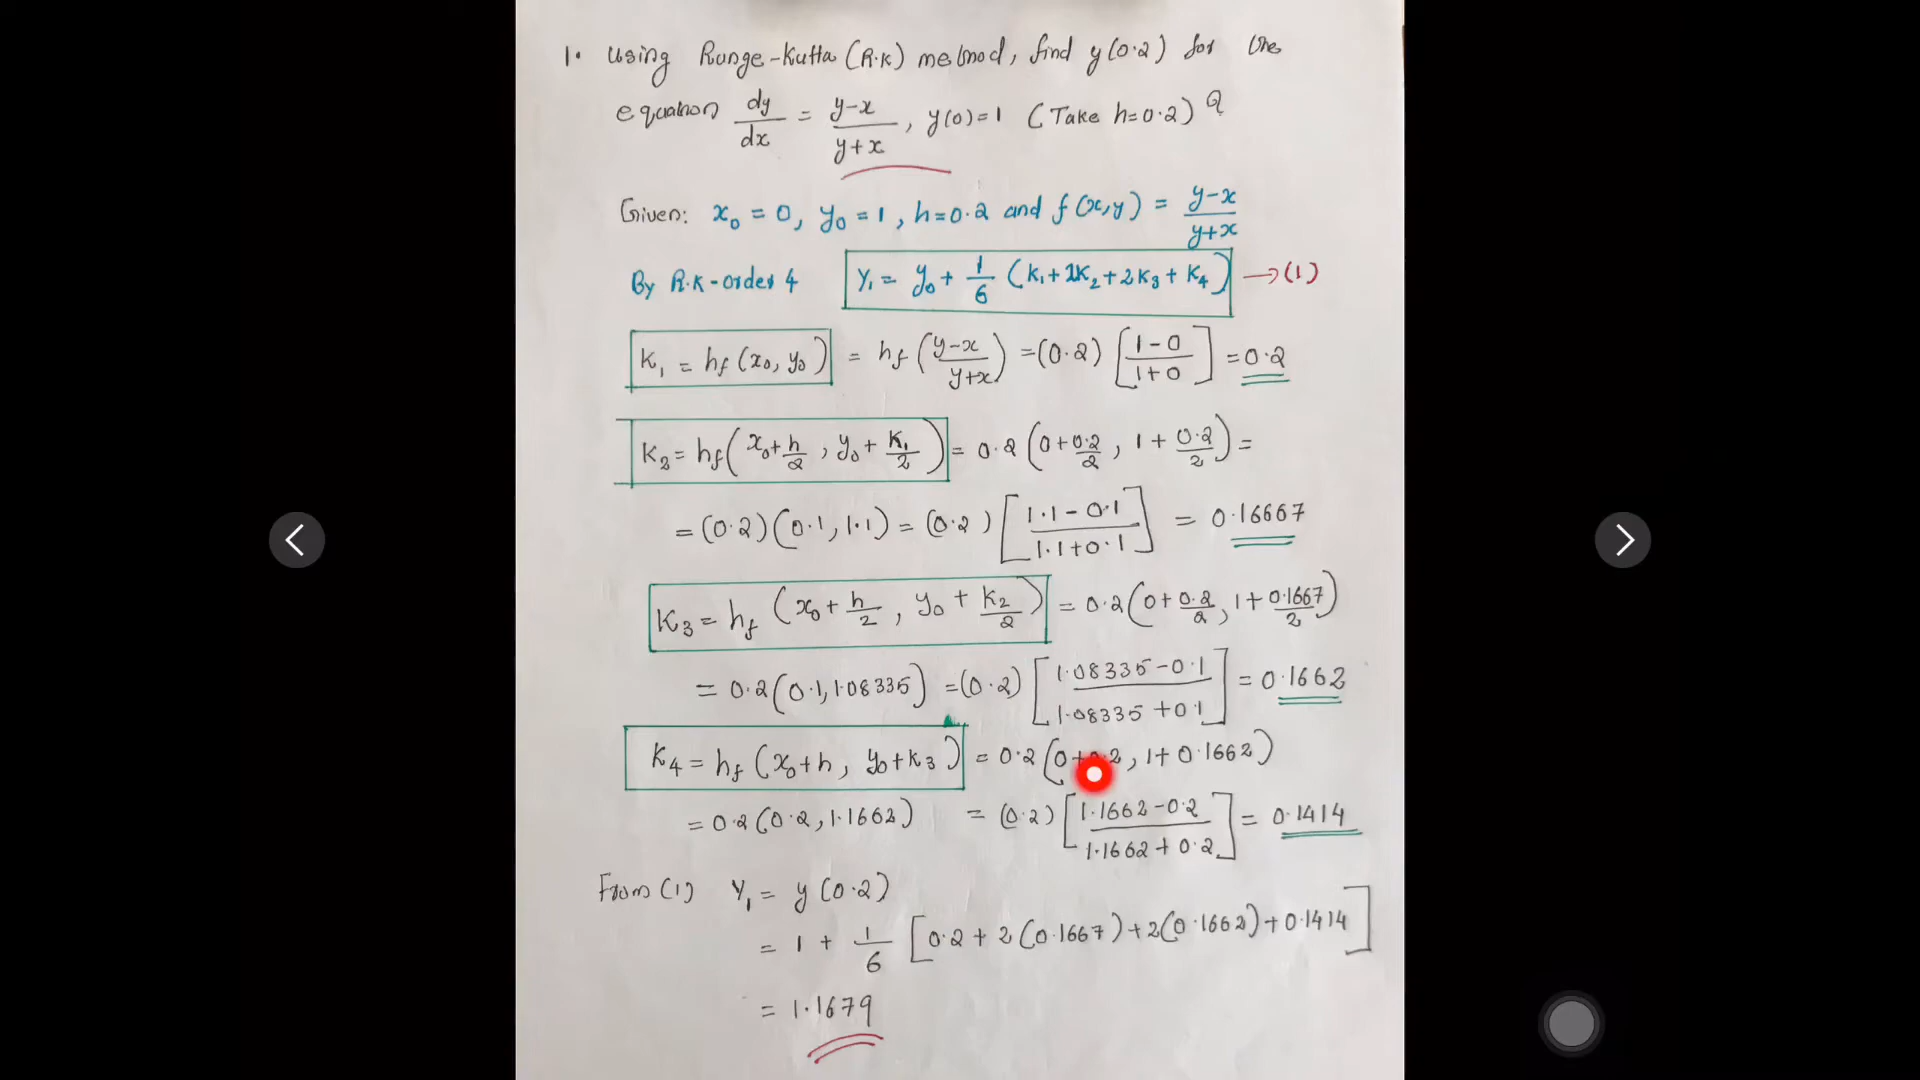 1. Using Runge-Kutta (R.K) method, find y(0.2) for the
equation dy/dx = (y-x)/(y+x), y(0)=1 (Take h=0.2) Q
Given: x₀ = 0, y₀ = 1, h=0.2 and f(x,y) = (y-x)/(y+x)
By R.K-order 4 Y₁ = y₀ + 1/6 (K₁+2K₂+2K₃+K₄) →(1)
K₁ = hf(x₀, y₀) = hf((y-x)/(y+x)) = (0.2) [(1-0)/(1+0)] = 0.2
K₂ = hf(x₀+h/2, y₀+K₁/2) = 0.2 (0+0.2/2, 1+0.2/2) =
= (0.2)(0.1, 1.1) = (0.2) [(1.1-0.1)/(1.1+0.1)] = 0.16667
K₃ = hf (x₀+h/2, y₀+K₂/2) = 0.2(0+0.2/2, 1+0.1667/2)
= 0.2(0.1, 1.08335) = (0.2) [(1.08335-0.1)/(1.08335+0.1)] = 0.1662
K₄ = hf (x₀+h, y₀+K₃) = 0.2 (0+0.2, 1+0.1662)
= 0.2(0.2, 1.1662) = (0.2) [(1.1662-0.2)/(1.1662+0.2)] = 0.1414
From (1) Y₁ = y(0.2)
= 1 + 1/6 [0.2+2(0.1667)+2(0.1662)+0.1414]
= 1.1679